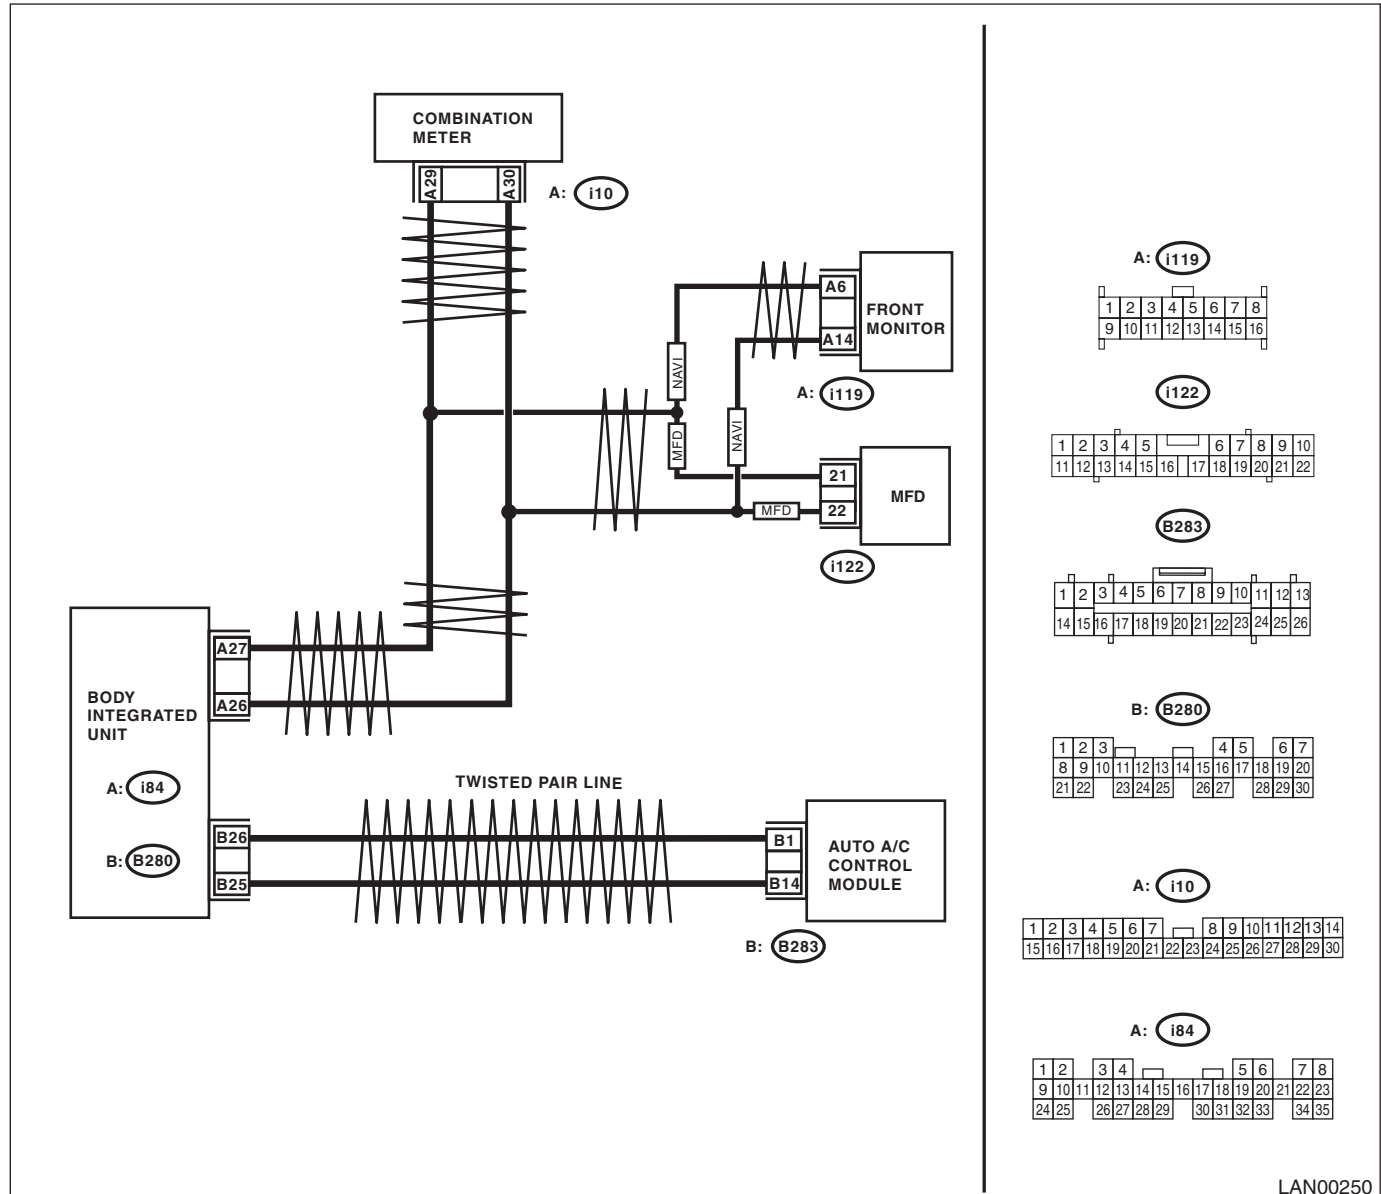 COMBINATION
METER
A29
A30
A: i10
A6
A14
FRONT
MONITOR
A: i119
NAVI
MFD
NAVI
21
22
MFD
MFD
i122
A27
A26
BODY
INTEGRATED
UNIT
A: i84
B: B280
B26
B25
TWISTED PAIR LINE
B1
B14
AUTO A/C
CONTROL
MODULE
B: B283
A: i119
1 2 3 4 5 6 7 8
9 10 11 12 13 14 15 16
i122
1 2 3 4 5 6 7 8 9 10
11 12 13 14 15 16 17 18 19 20 21 22
B283
1 2 3 4 5 6 7 8 9 10 11 12 13
14 15 16 17 18 19 20 21 22 23 24 25 26
B: B280
1 2 3 4 5 6 7
8 9 10 11 12 13 14 15 16 17 18 19 20
21 22 23 24 25 26 27 28 29 30
A: i10
1 2 3 4 5 6 7 8 9 10 11 12 13 14
15 16 17 18 19 20 21 22 23 24 25 26 27 28 29 30
A: i84
1 2 3 4 5 6 7 8
9 10 11 12 13 14 15 16 17 18 19 20 21 22 23
24 25 26 27 28 29 30 31 32 33 34 35
LAN00250